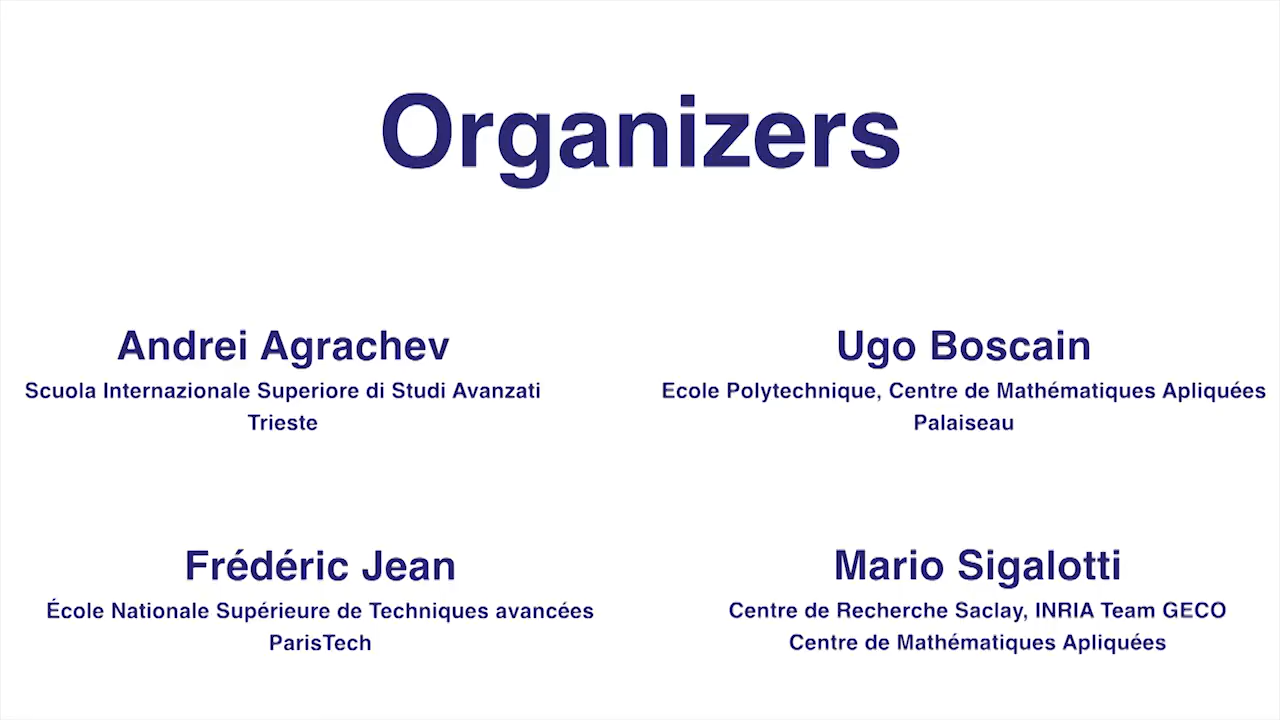 Organizers
Andrei Agrachev
Scuola Internazionale Superiore di Studi Avanzati
Trieste
Ugo Boscain
Ecole Polytechnique, Centre de Mathématiques Apliquées
Palaiseau
Frédéric Jean
École Nationale Supérieure de Techniques avancées
ParisTech
Mario Sigalotti
Centre de Recherche Saclay, INRIA Team GECO
Centre de Mathématiques Apliquées